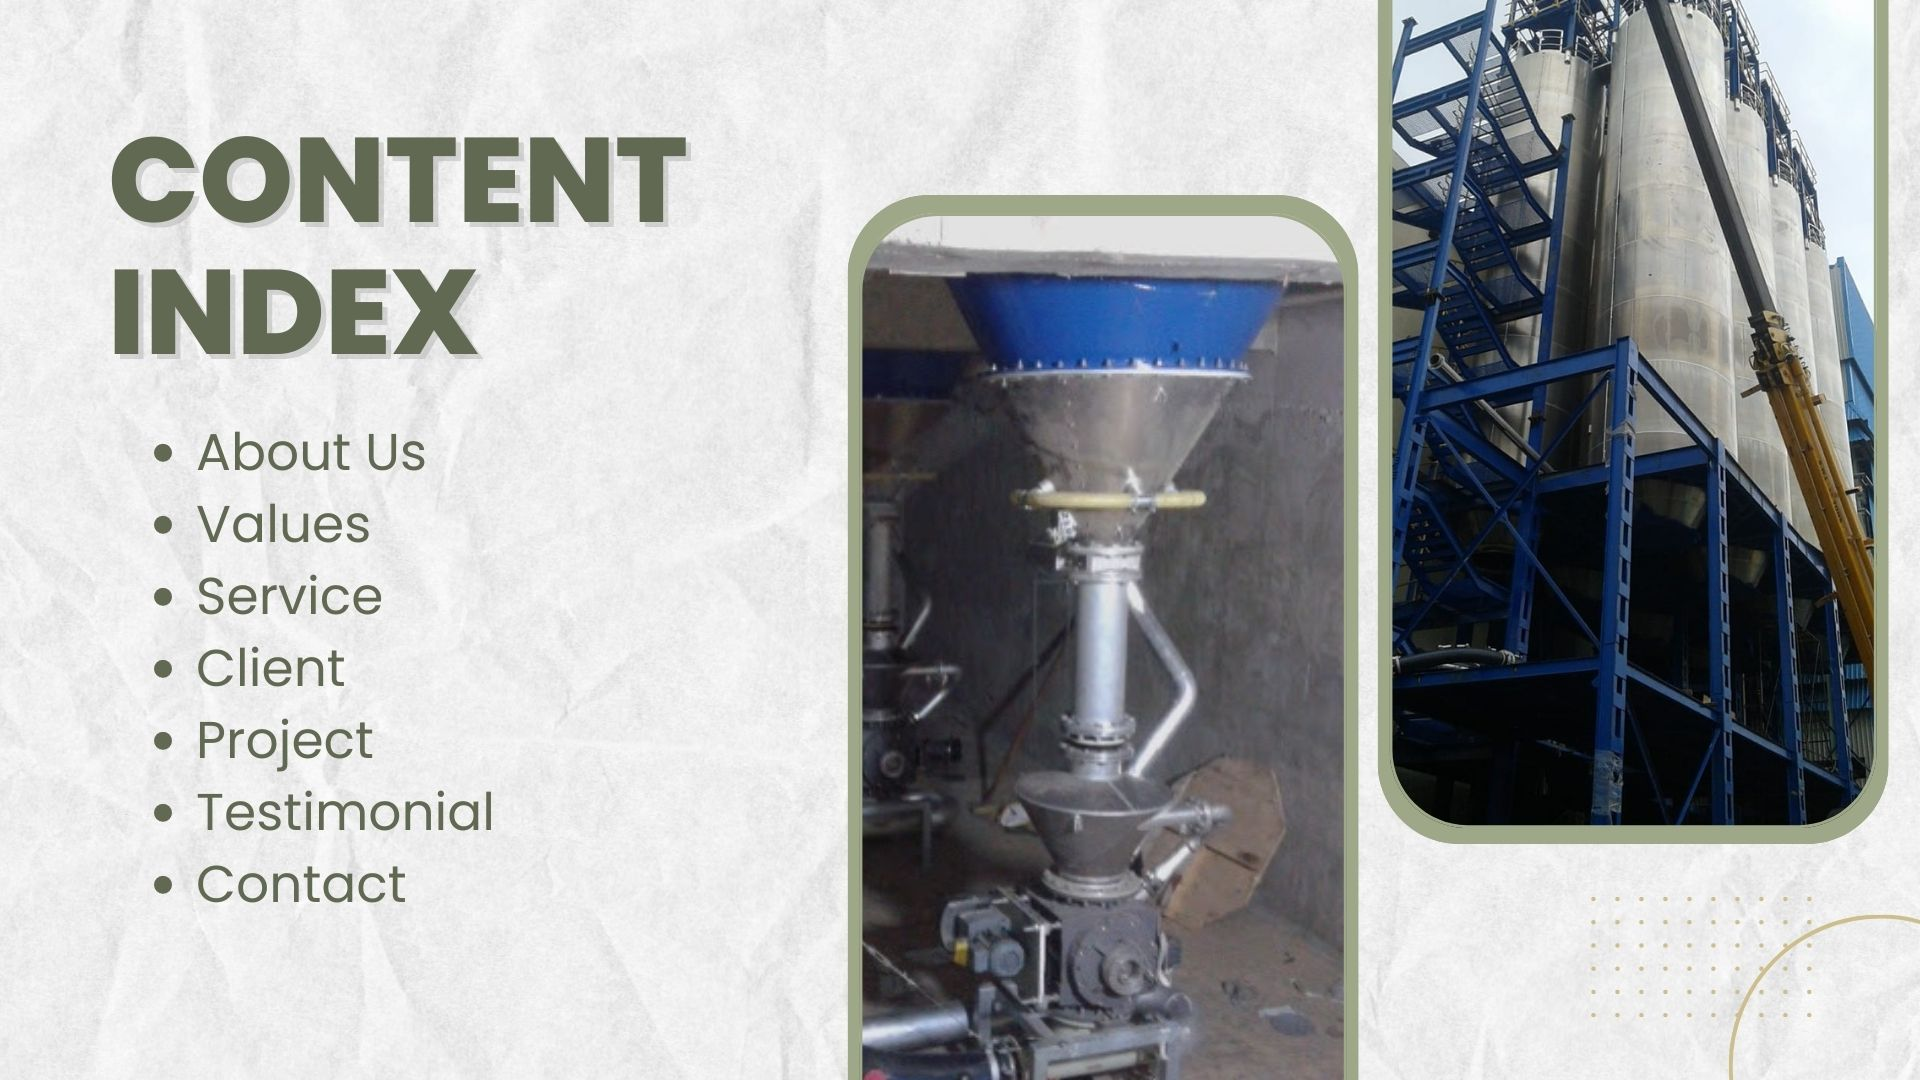 CONTENT
INDEX
• About Us
• Values
• Service
• Client
• Project
• Testimonial
• Contact